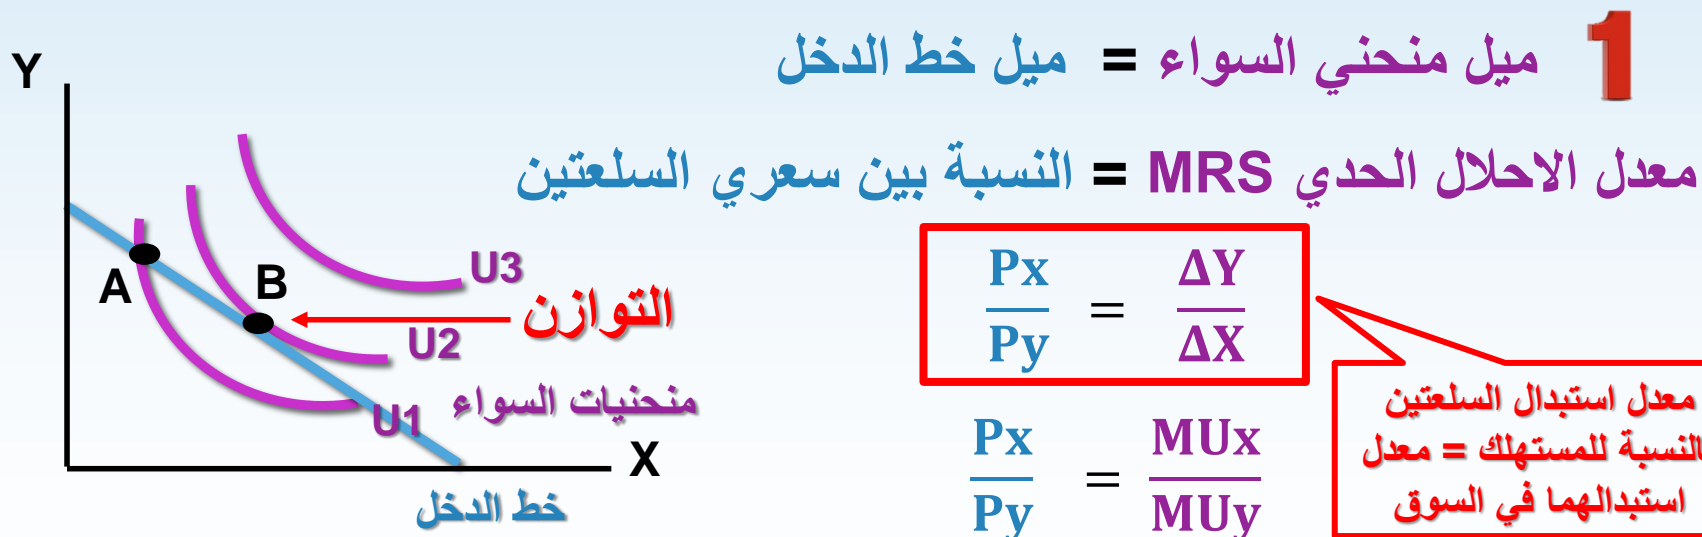 1
ميل منحني السواء = ميل خط الدخل
معدل الاحلال الحدي MRS = النسبة بين سعري السلعتين
Px/Py = ΔY/ΔX
Px/Py = MUx/MUy
معدل استبدال السلعتين
بالنسبة للمستهلك = معدل
استبدالهما في السوق
Y
A
B
U3
التوازن
U2
منحنيات السواء
U1
X
خط الدخل